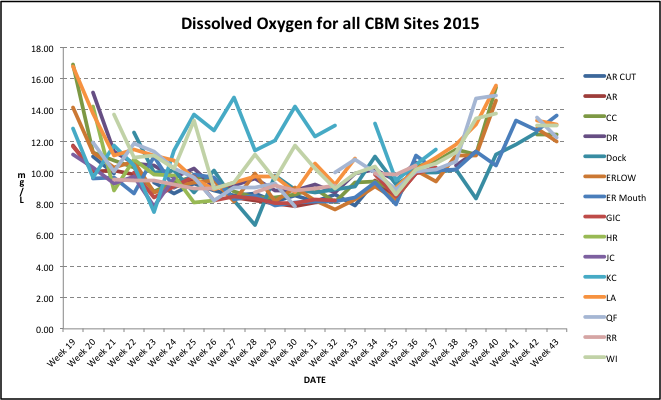 Dissolved Oxygen for all CBM Sites 2015
18.00
16.00
14.00
12.00
10.00
8.00
6.00
4.00
2.00
0.00
mg/L
Week 19
Week 20
Week 21
Week 22
Week 23
Week 24
Week 25
Week 26
Week 27
Week 28
Week 29
Week 30
Week 31
Week 32
Week 33
Week 34
Week 35
Week 36
Week 37
Week 38
Week 39
Week 40
Week 41
Week 42
Week 43
DATE
AR CUT
AR
CC
DR
Dock
ERLOW
ER Mouth
GIC
HR
JC
KC
LA
QF
RR
WI